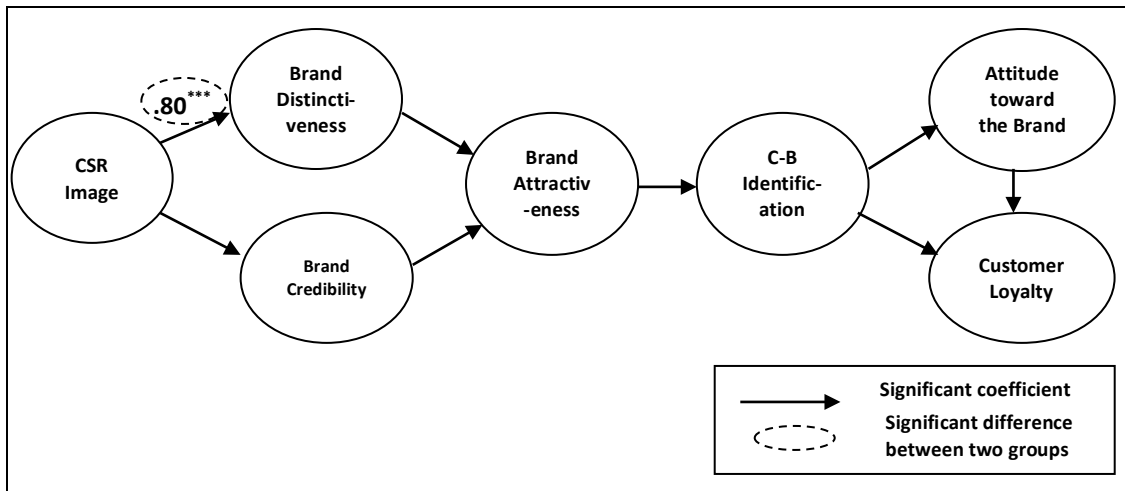 .80***
CSR
Image
Brand
Distincti-
veness
Brand
Credibility
Brand
Attractiv
-eness
C-B
Identific-
ation
Attitude
toward
the Brand
Customer
Loyalty
Significant coefficient
Significant difference
between two groups